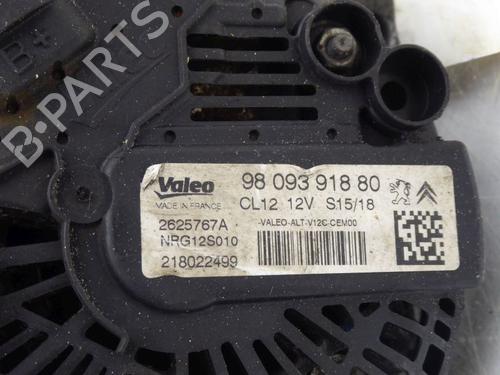 B+
B-PARTS
Valeo
MADE IN FRANCE
98 093 918 80
CL12 12V S15/18
2625767A
NRG12S010
218022499
-VALEO-ALT-V12C-CEM00